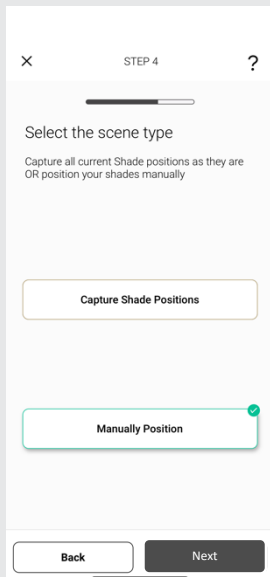 STEP 4
?
Select the scene type
Capture all current Shade positions as they are
OR position your shades manually
Capture Shade Positions
Manually Position
Back
Next